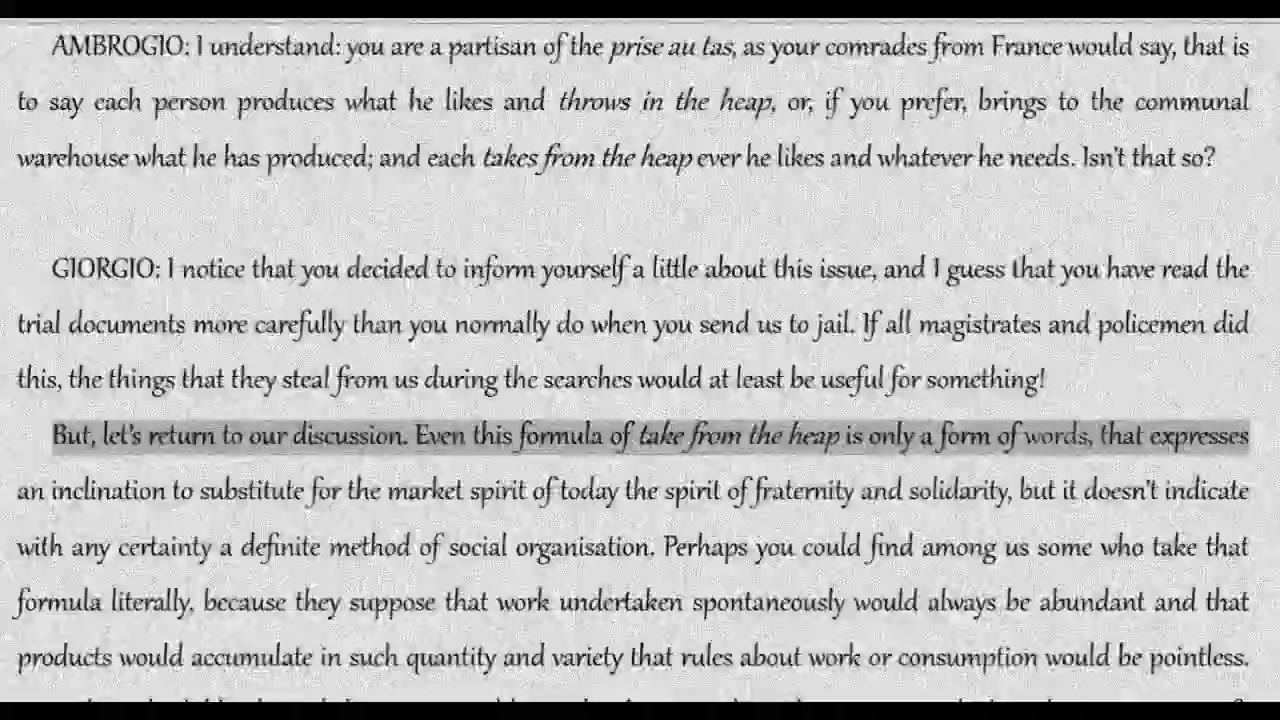 AMBROGIO: I understand: you are a partisan of the prise au tas, as your comrades from France would say, that is
to say each person produces what he likes and throws in the heap, or, if you prefer, brings to the communal
warehouse what he has produced; and each takes from the heap ever he likes and whatever he needs. Isn't that so?
GIORGIO: I notice that you decided to inform yourself a little about this issue, and I guess that you have read the
trial documents more carefully than you normally do when you send us to jail. If all magistrates and policemen did
this, the things that they steal from us during the searches would at least be useful for something!
But, let's return to our discussion. Even this formula of take from the heap is only a form of words, that expresses
an inclination to substitute for the market spirit of today the spirit of fraternity and solidarity, but it doesn't indicate
with any certainty a definite method of social organisation. Perhaps you could find among us some who take that
formula literally, because they suppose that work undertaken spontaneously would always be abundant and that
products would accumulate in such quantity and variety that rules about work or consumption would be pointless.